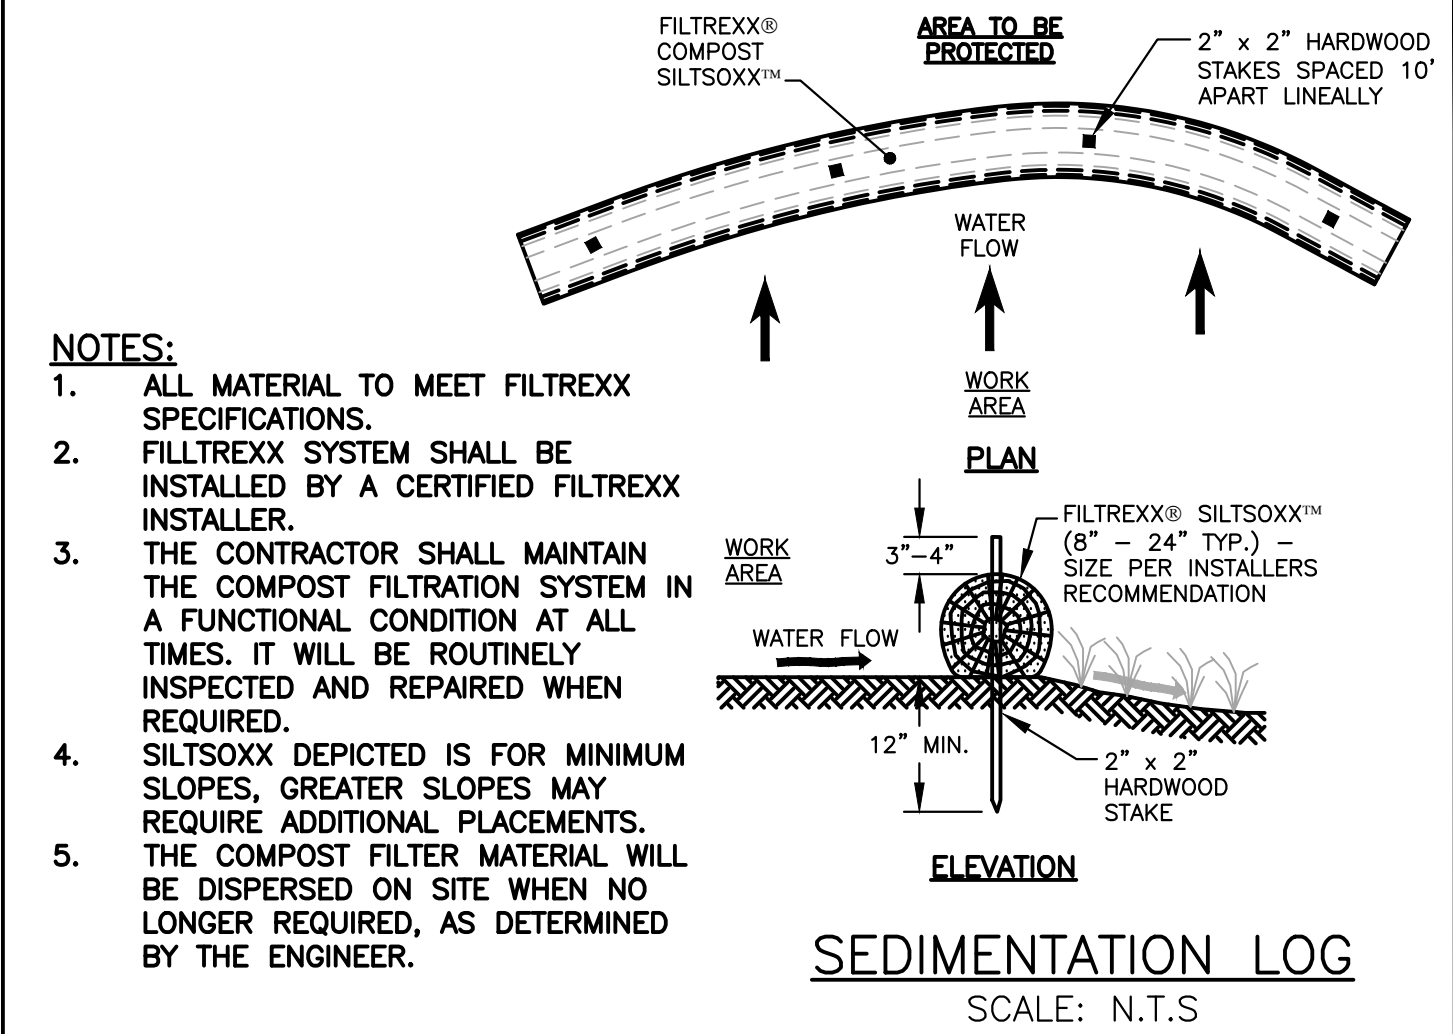 FILTREXX®
COMPOST
SILTSOXX™
AREA TO BE
PROTECTED
2" x 2" HARDWOOD
STAKES SPACED 10'
APART LINEALLY
WATER
FLOW
WORK
AREA
PLAN
NOTES:
1. ALL MATERIAL TO MEET FILTREXX
SPECIFICATIONS.
2. FILLTREXX SYSTEM SHALL BE
INSTALLED BY A CERTIFIED FILTREXX
INSTALLER.
3. THE CONTRACTOR SHALL MAINTAIN
THE COMPOST FILTRATION SYSTEM IN
A FUNCTIONAL CONDITION AT ALL
TIMES. IT WILL BE ROUTINELY
INSPECTED AND REPAIRED WHEN
REQUIRED.
4. SILTSOXX DEPICTED IS FOR MINIMUM
SLOPES, GREATER SLOPES MAY
REQUIRE ADDITIONAL PLACEMENTS.
5. THE COMPOST FILTER MATERIAL WILL
BE DISPERSED ON SITE WHEN NO
LONGER REQUIRED, AS DETERMINED
BY THE ENGINEER.
WORK
AREA
3"-4"
FILTREXX® SILTSOXX™
(8" - 24" TYP.) -
SIZE PER INSTALLERS
RECOMMENDATION
WATER FLOW
12" MIN.
2" x 2"
HARDWOOD
STAKE
ELEVATION
SEDIMENTATION LOG
SCALE: N.T.S